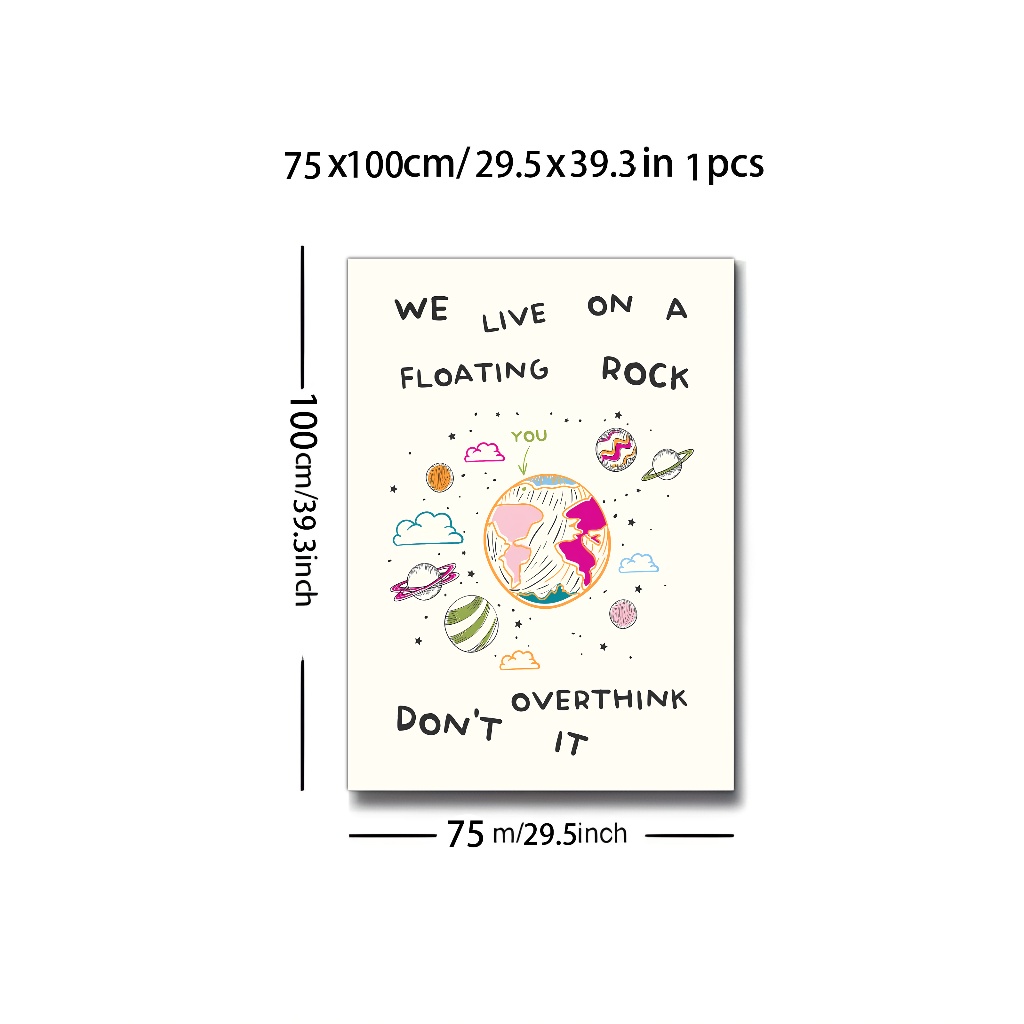 75x100cm/ 29.5x39.3in 1pcs
WE LIVE ON A
FLOATING ROCK
YOU
DON'T OVERTHINK
IT
100cm/39.3inch
75 m/29.5inch